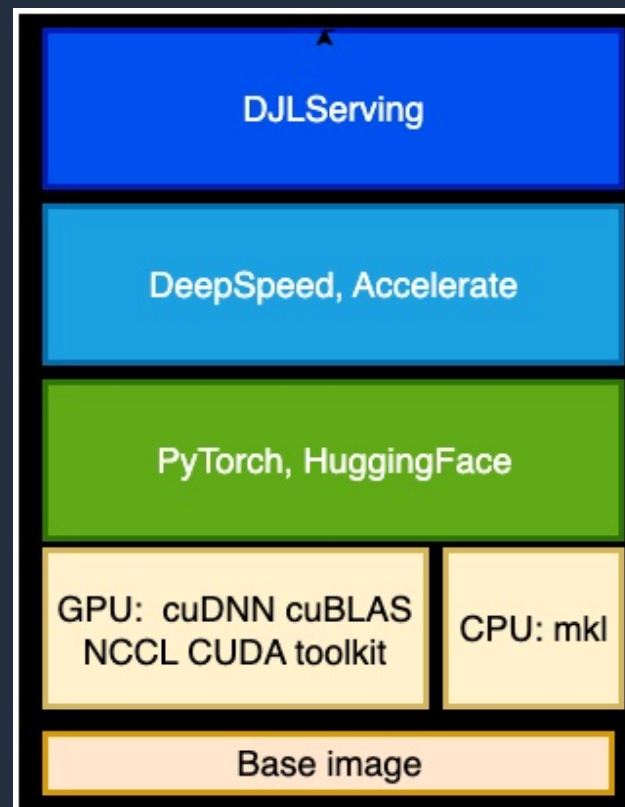 DJLServing
DeepSpeed, Accelerate
PyTorch, HuggingFace
GPU: cuDNN cuBLAS
NCCL CUDA toolkit
CPU: mkl
Base image